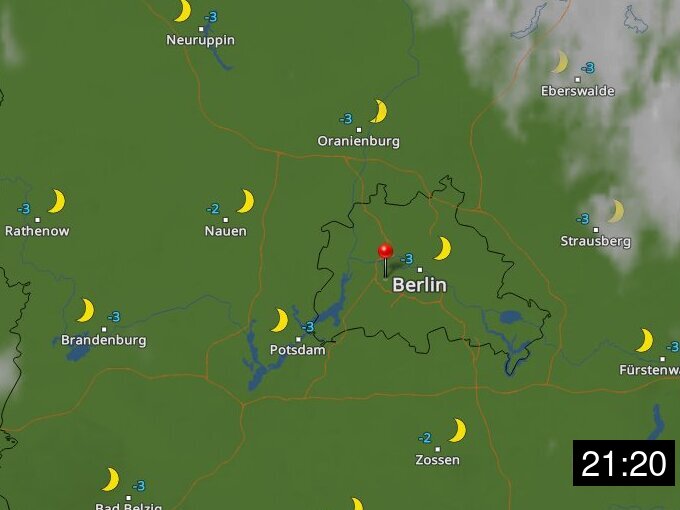 -3
Neuruppin
-3
Eberswalde
-3
Oranienburg
-3
Rathenow
-2
Nauen
-3
Strausberg
-3
Berlin
-3
Brandenburg
-3
Potsdam
-3
Fürstenwa
-2
Zossen
21:20
-3
Bad Belzig